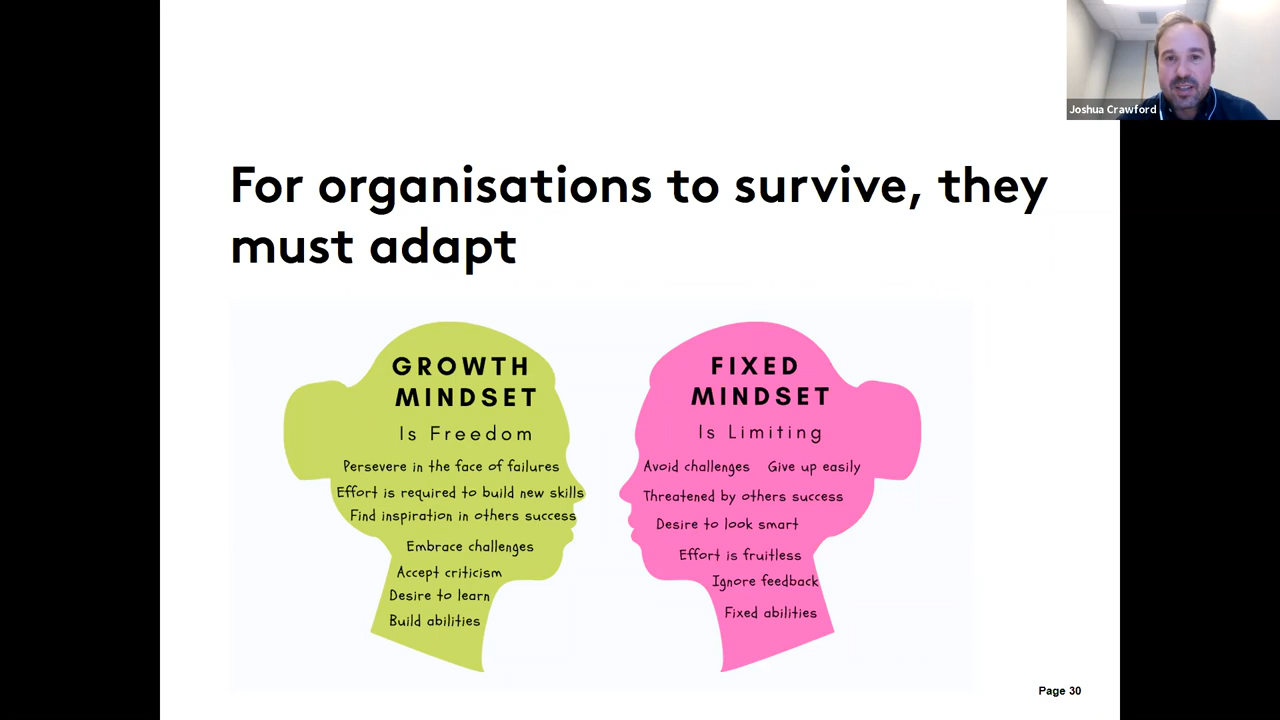 Joshua Crawford
For organisations to survive, they
must adapt
GROWTH
MINDSET
Is Freedom
Persevere in the face of failures
Effort is required to build new skills
Find inspiration in others success
Embrace challenges
Accept criticism
Desire to learn
Build abilities
FIXED
MINDSET
Is Limiting
Avoid challenges Give up easily
Threatened by others success
Desire to look smart
Effort is fruitless
Ignore feedback
Fixed abilities
Page 30